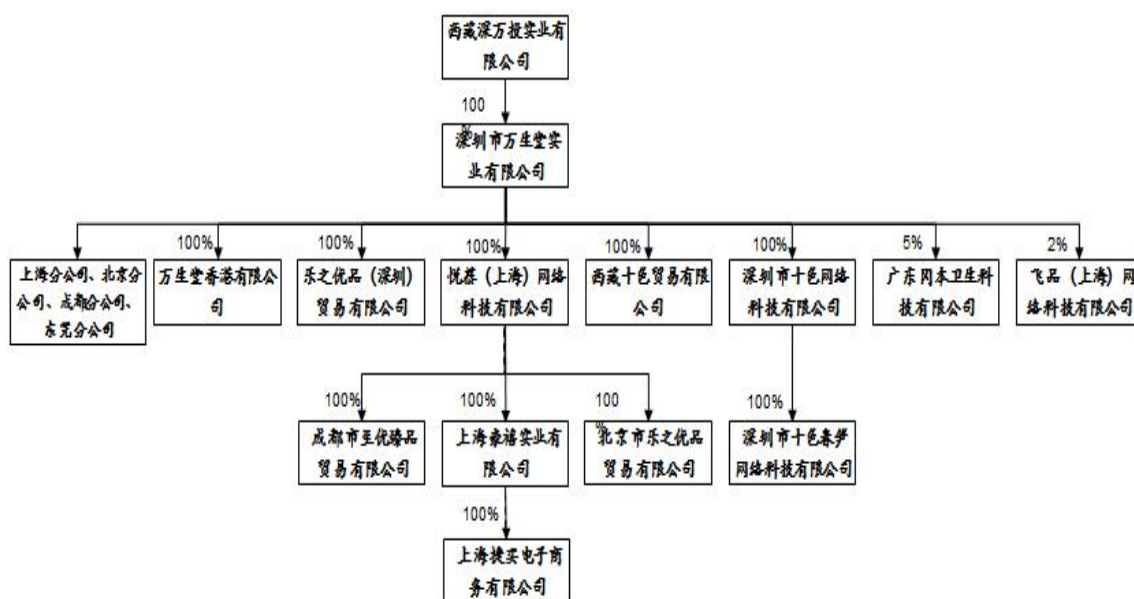 西藏深万投实业有
限公司
100
%
深圳市万生堂实
业有限公司
100%
100%
100%
100%
100%
5%
2%
上海分公司、北京分
公司、成都分公司、
东莞分公司
万生堂香港有限公
司
乐之优品（深圳）
贸易有限公司
悦蓓（上海）网络
科技有限公司
西藏十色贸易有限
公司
深圳市十色网络
科技有限公司
广东冈本卫生科
技有限公司
飞品（上海）网
络科技有限公司
100%
100%
100
%
100%
成都市至优臻品
贸易有限公司
上海豪禧实业有
限公司
北京市乐之优品
贸易有限公司
深圳市十色春笋
网络科技有限公司
100%
上海捷买电子商
务有限公司